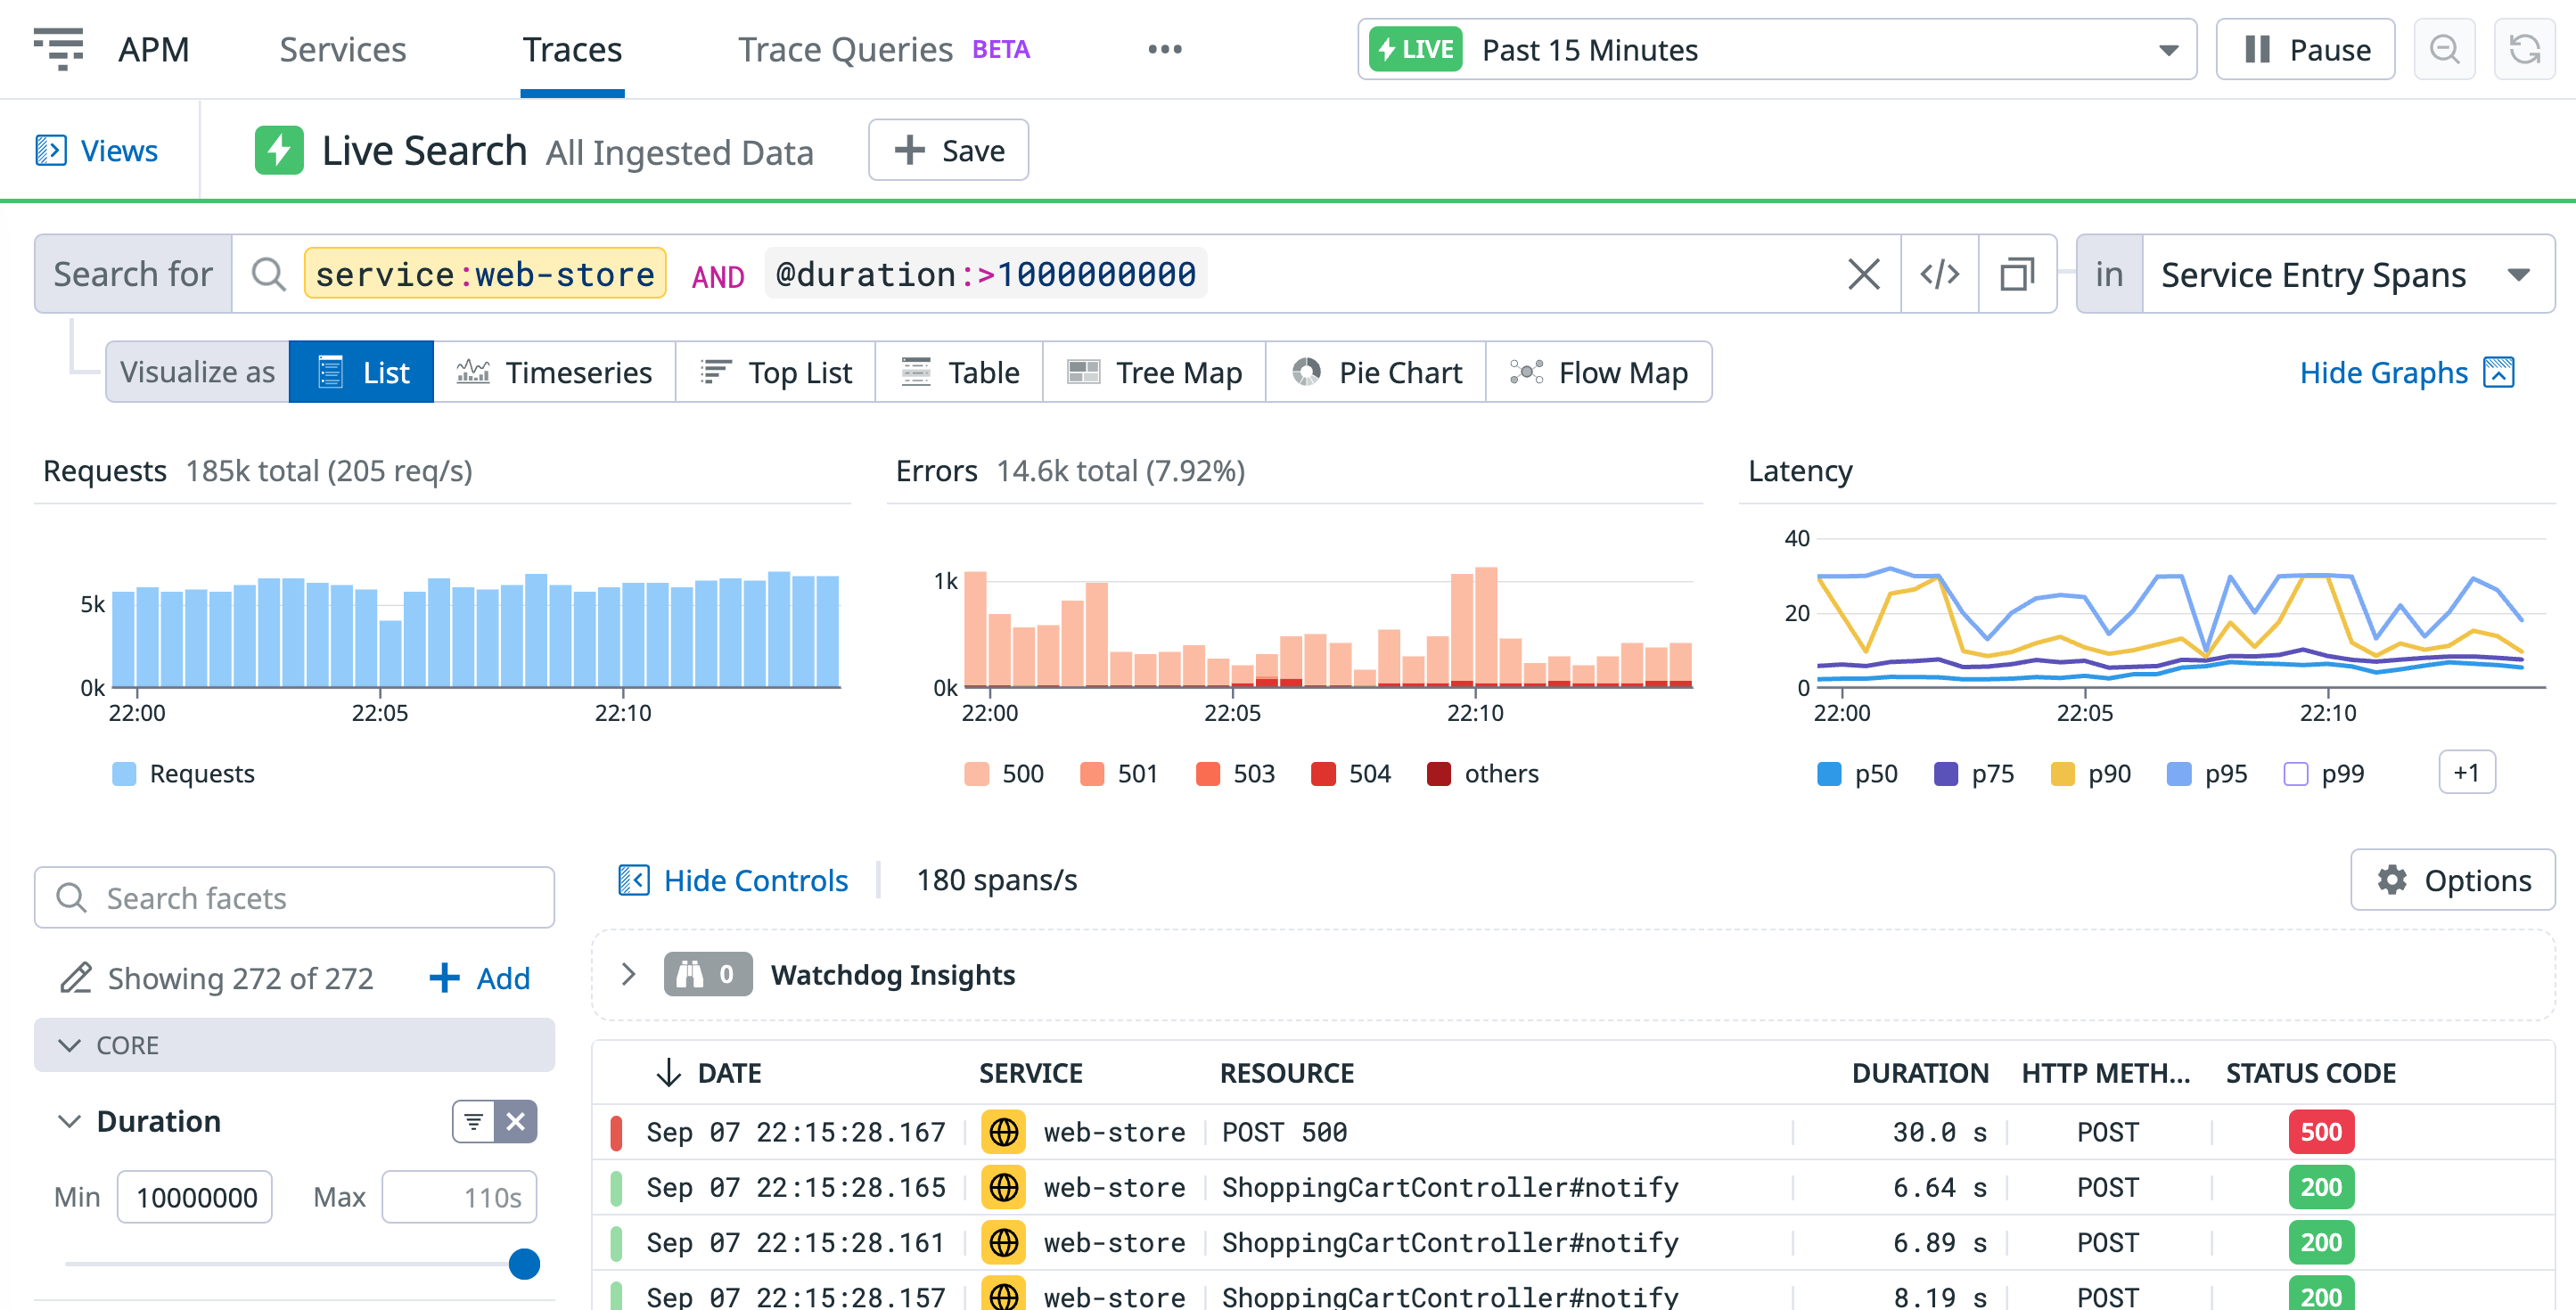 APM Services Traces Trace Queries BETA ••• LIVE Past 15 Minutes Pause
Views Live Search All Ingested Data + Save
Search for service:web-store AND @duration:>1000000000 </> in Service Entry Spans
Visualize as List Timeseries Top List Table Tree Map Pie Chart Flow Map Hide Graphs
Requests 185k total (205 req/s)
5k
0k
22:00 22:05 22:10
Requests
Errors 14.6k total (7.92%)
1k
0k
22:00 22:05 22:10
500 501 503 504 others
Latency
40
20
0
22:00 22:05 22:10
p50 p75 p90 p95 p99 +1
Search facets
Showing 272 of 272 + Add
CORE
Duration
Min 10000000 Max 110s
Hide Controls 180 spans/s Options
0 Watchdog Insights
DATE SERVICE RESOURCE DURATION HTTP METH... STATUS CODE
Sep 07 22:15:28.167 web-store POST 500 30.0 s POST 500
Sep 07 22:15:28.165 web-store ShoppingCartController#notify 6.64 s POST 200
Sep 07 22:15:28.161 web-store ShoppingCartController#notify 6.89 s POST 200
Sep 07 22:15:28.157 web-store ShoppingCartController#notify 8.19 s POST 200